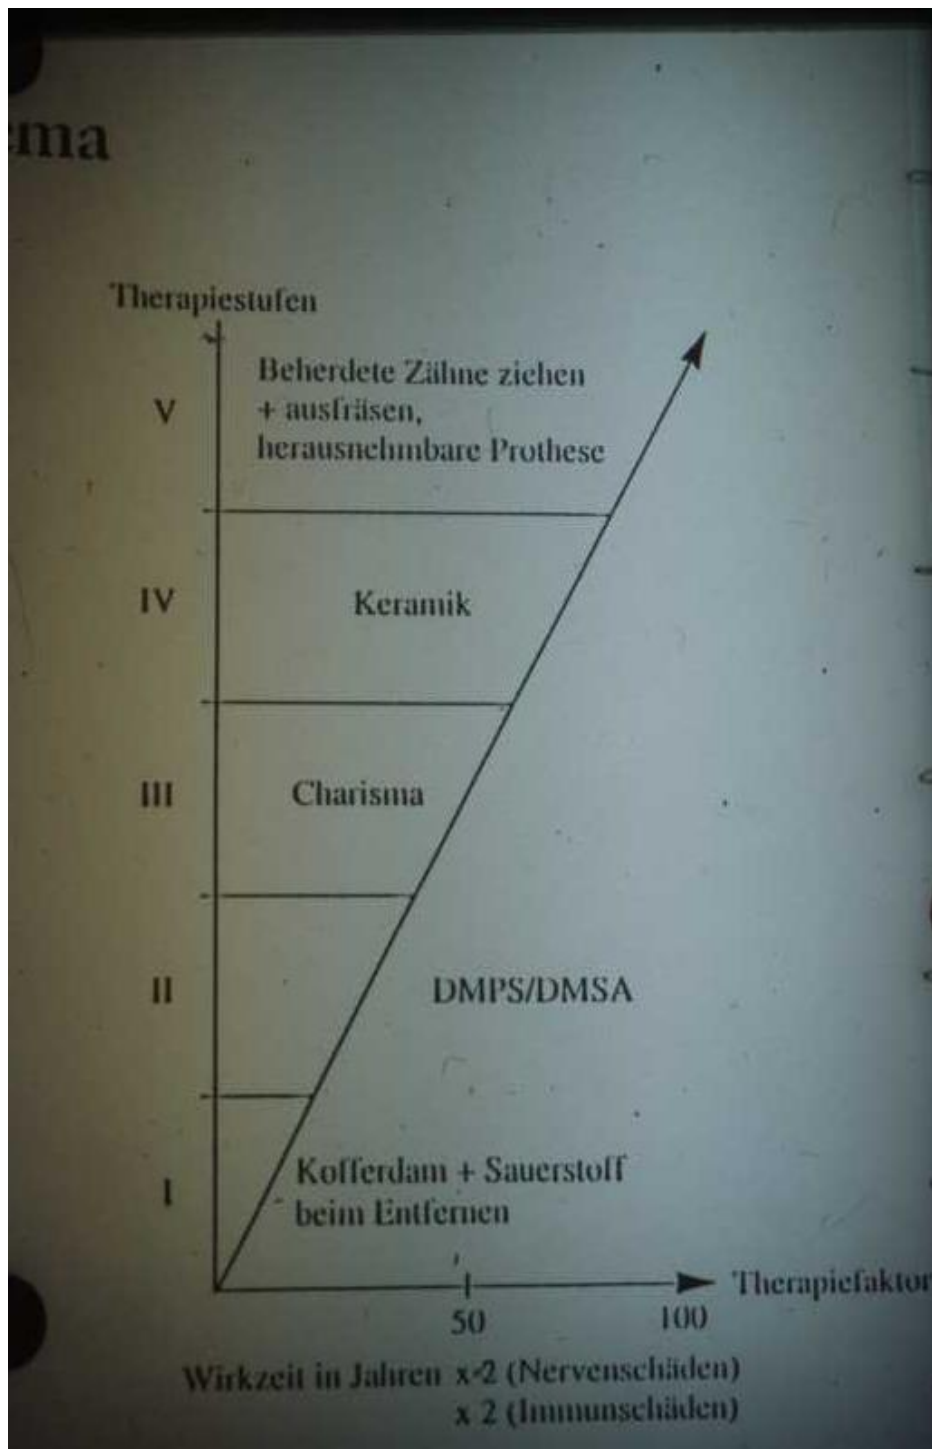 ema
Therapiestufen
V
Beherdete Zähne ziehen
+ ausfräsen,
herausnehmbare Prothese
IV
Keramik
III
Charisma
II
DMPS/DMSA
I
Kofferdam + Sauerstoff
beim Entfernen
50
100
Therapiefaktor
Wirkzeit in Jahren x 2 (Nervenschäden)
x 2 (Immunschäden)